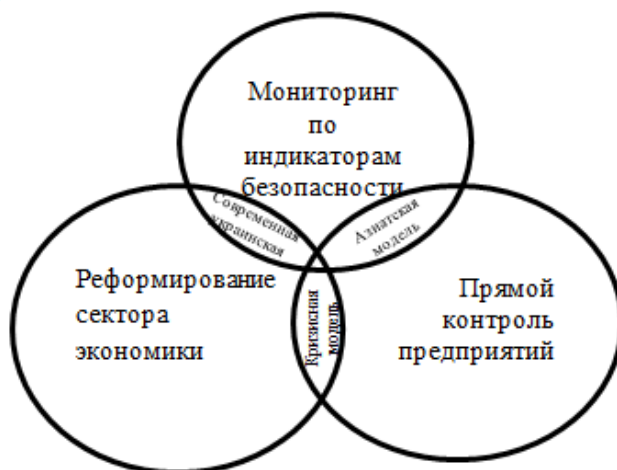 Мониторинг
по
индикаторам
безопасности
Современная
украинская
Азиатская
модель
Реформирование
сектора
экономики
Кризисная
модель
Прямой
контроль
предприятий